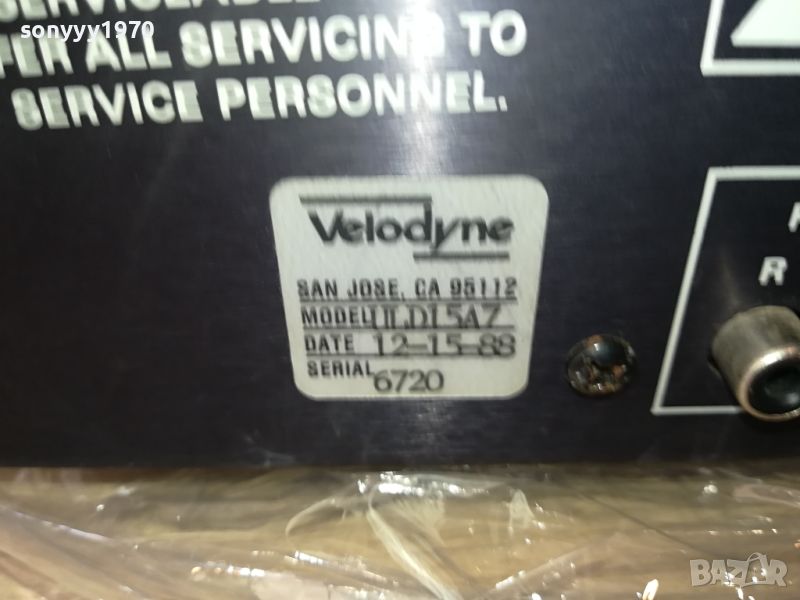 sonyyy1970
SERVICING TO
ALL
SERVICE PERSONNEL.
Velodyne
SAN JOSE, CA 95112
MODEL ULD15A7
DATE 12-15-88
SERIAL 6720
R
BAZAR